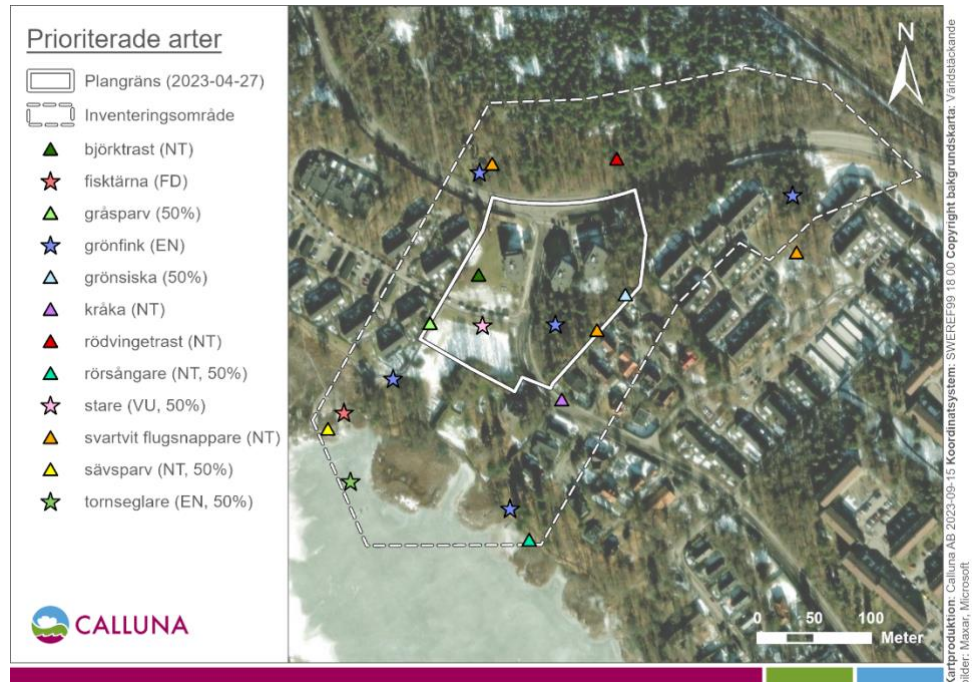 Prioriterade arter
Plangräns (2023-04-27)
Inventeringsområde
björktrast (NT)
fisktärna (FD)
gråsparv (50%)
grönfink (EN)
grönsiska (50%)
kråka (NT)
rödvingetrast (NT)
rörsångare (NT, 50%)
stare (VU, 50%)
svartvit flugsnappare (NT)
sävsparv (NT, 50%)
tornseglare (EN, 50%)
CALLUNA
N
0 50 100
Meter
Kartproduktion: Calluna AB 2023-09-15 Koordinatsystem: SWEREF99 18 00 Copyright bakgrundskarta: Världstäckande
bilder: Maxar, Microsoft